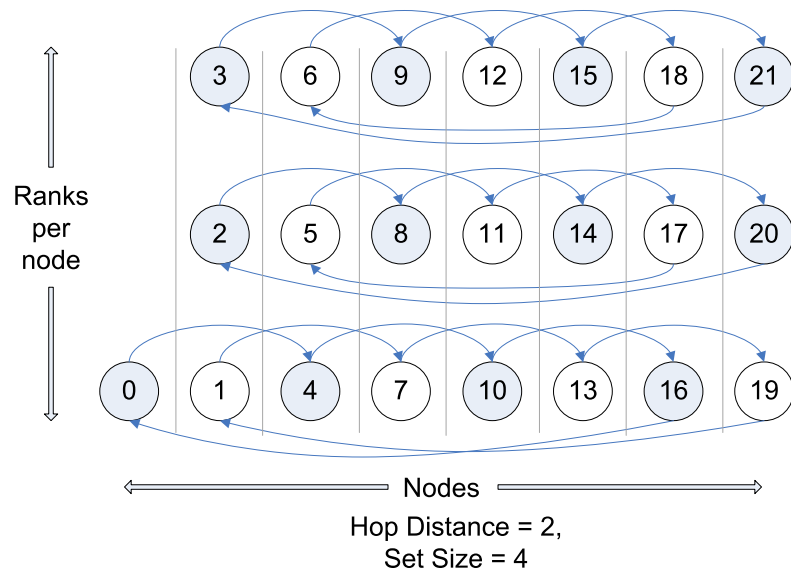 3 6 9 12 15 18 21
Ranks
per
node
2 5 8 11 14 17 20
0 1 4 7 10 13 16 19
Nodes
Hop Distance = 2,
Set Size = 4